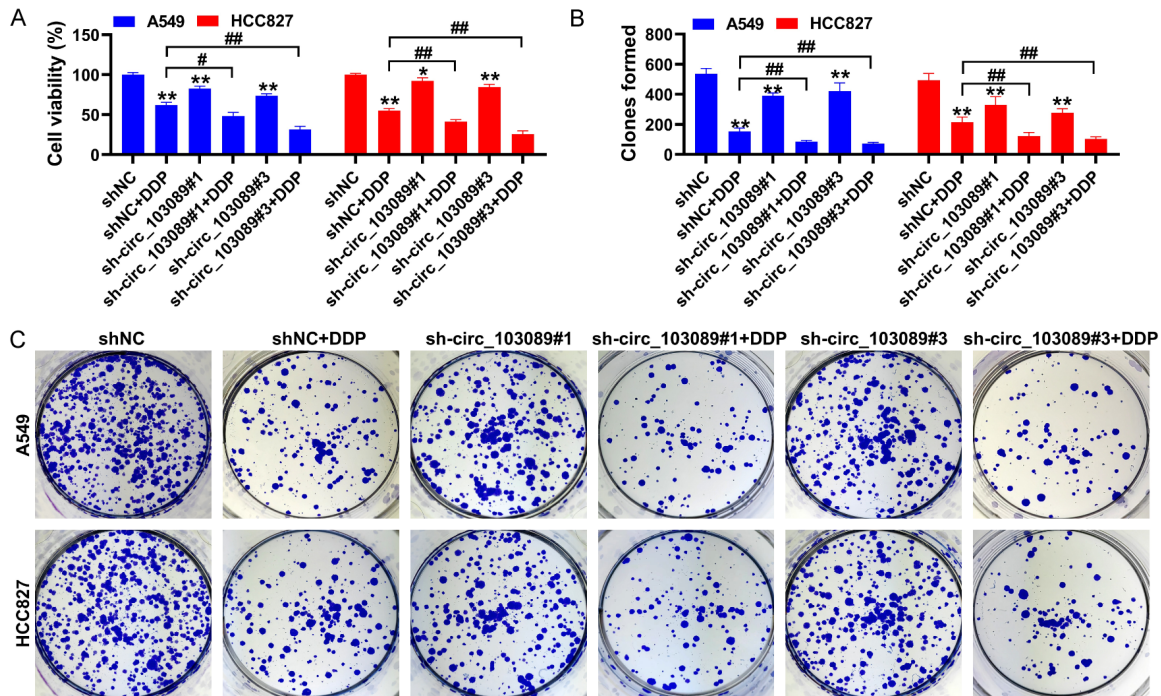 A
A549 HCC827
Cell viability (%)
150
100
50
0
**
**
#
**
##
**
*
##
**
##
shNC
shNC+DDP
sh-circ_103089#1
sh-circ_103089#1+DDP
sh-circ_103089#3
sh-circ_103089#3+DDP
shNC
shNC+DDP
sh-circ_103089#1
sh-circ_103089#1+DDP
sh-circ_103089#3
sh-circ_103089#3+DDP
B
A549 HCC827
Clones formed
800
600
400
200
0
**
**
##
**
##
**
**
##
**
##
shNC
shNC+DDP
sh-circ_103089#1
sh-circ_103089#1+DDP
sh-circ_103089#3
sh-circ_103089#3+DDP
shNC
shNC+DDP
sh-circ_103089#1
sh-circ_103089#1+DDP
sh-circ_103089#3
sh-circ_103089#3+DDP
C
shNC shNC+DDP sh-circ_103089#1 sh-circ_103089#1+DDP sh-circ_103089#3 sh-circ_103089#3+DDP
A549
HCC827